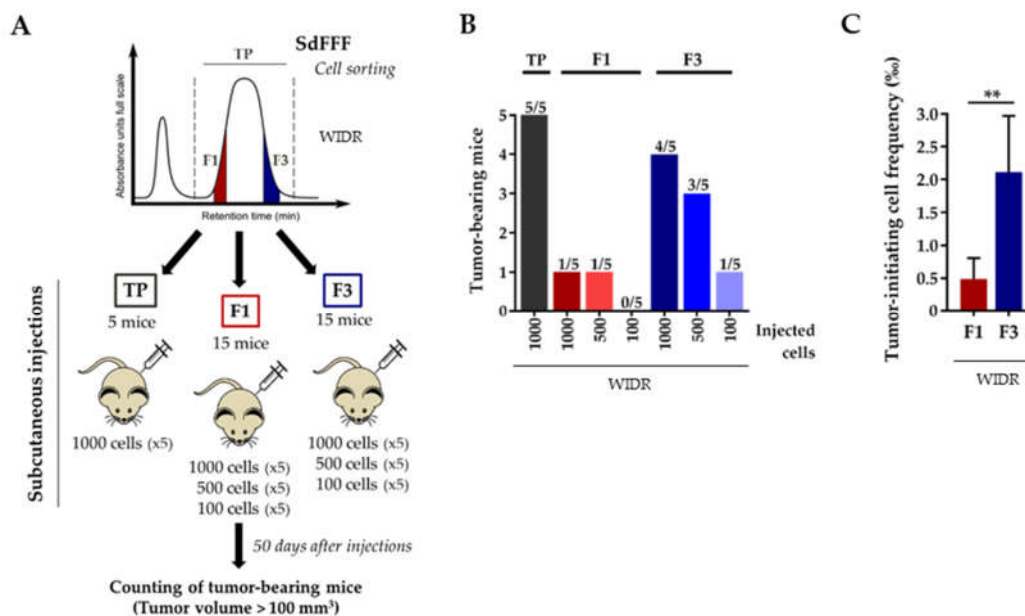 A
SdFFF
TP
Cell sorting
WIDR
F1
F3
Absorbance units full scale
Retention time (min)
TP
F1
F3
5 mice
15 mice
15 mice
Subcutaneous injections
1000 cells (x5)
1000 cells (x5)
500 cells (x5)
100 cells (x5)
1000 cells (x5)
500 cells (x5)
100 cells (x5)
50 days after injections
Counting of tumor-bearing mice
(Tumor volume > 100 mm³)
B
TP F1 F3
Tumor-bearing mice
5
4
3
2
1
0
5/5
1/5
1/5
0/5
4/5
3/5
1/5
1000
1000
500
100
1000
500
100
Injected
cells
WIDR
C
Tumor-initiating cell frequency (‰)
**
3.0
2.5
2.0
1.5
1.0
0.5
0
F1 F3
WIDR